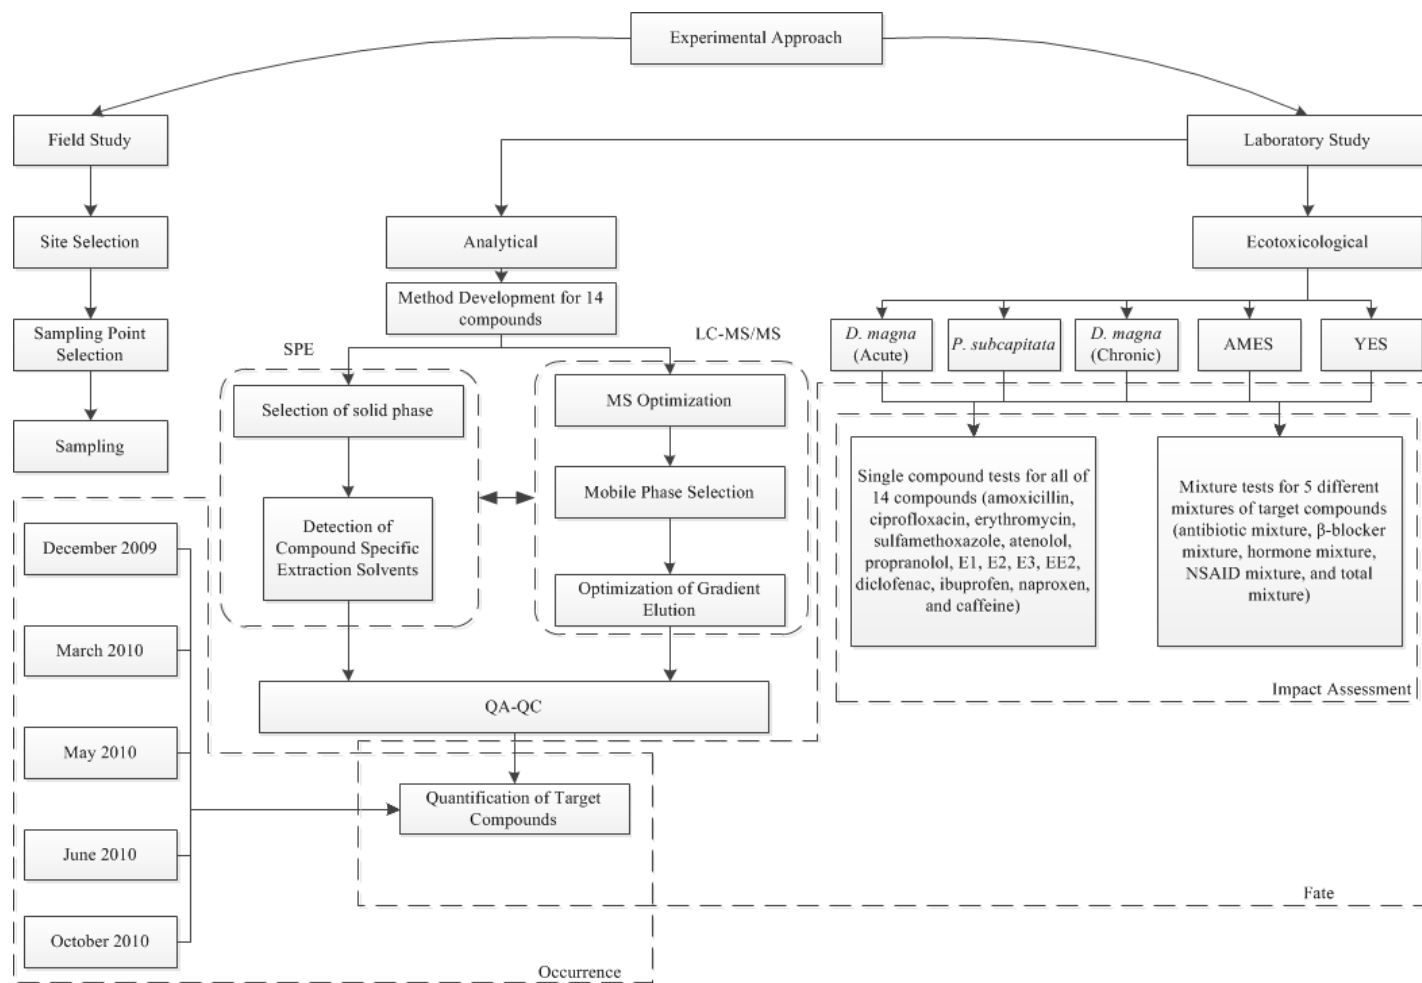 Experimental Approach
Field Study
Laboratory Study
Site Selection
Analytical
Ecotoxicological
Method Development for 14
compounds
Sampling Point
Selection
SPE
LC-MS/MS
D. magna
(Acute)
P. subcapitata
D. magna
(Chronic)
AMES
YES
Selection of solid phase
MS Optimization
Sampling
Mobile Phase Selection
Detection of
Compound Specific
Extraction Solvents
Optimization of Gradient
Elution
Single compound tests for all of
14 compounds (amoxicillin,
ciprofloxacin, erythromycin,
sulfamethoxazole, atenolol,
propranolol, E1, E2, E3, EE2,
diclofenac, ibuprofen, naproxen,
and caffeine)
Mixture tests for 5 different
mixtures of target compounds
(antibiotic mixture, β-blocker
mixture, hormone mixture,
NSAID mixture, and total
mixture)
Impact Assessment
December 2009
March 2010
May 2010
June 2010
October 2010
QA-QC
Quantification of Target
Compounds
Fate
Occurrence